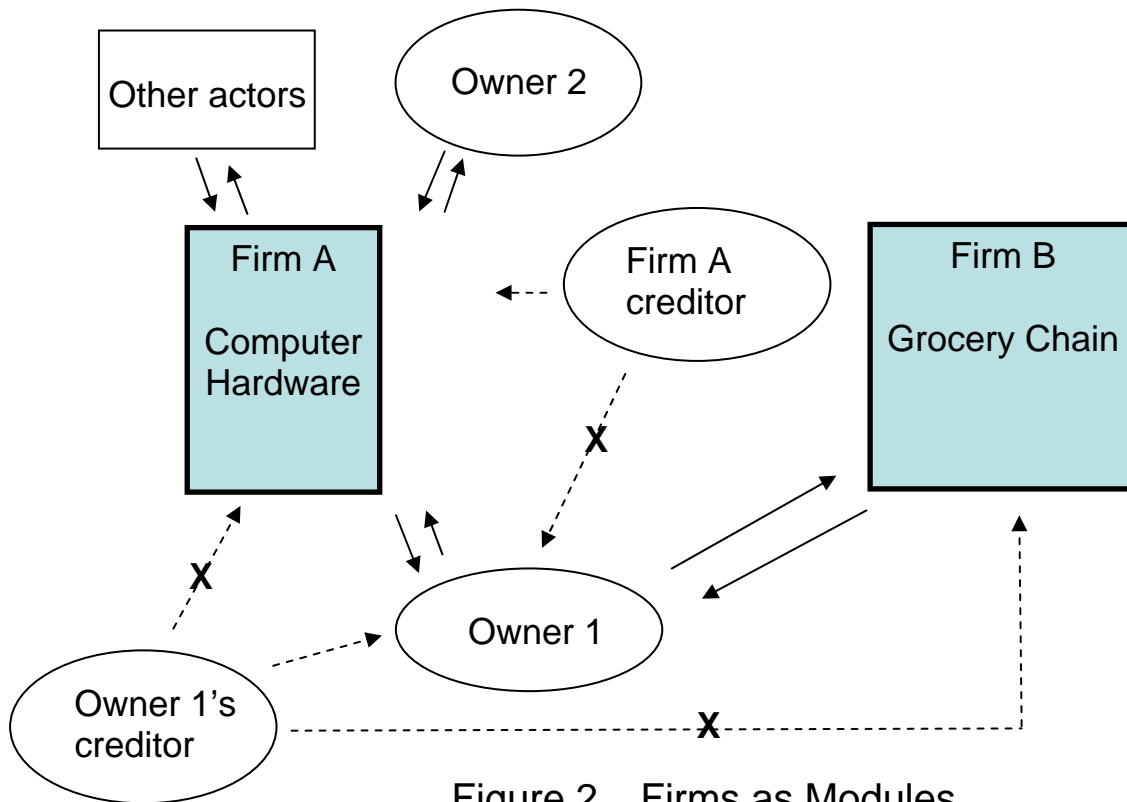 Other actors
Owner 2
Firm A
Computer
Hardware
Firm A
creditor
Firm B
Grocery Chain
X
X
Owner 1
Owner 1’s
creditor
X
Figure 2 Firms as Modules